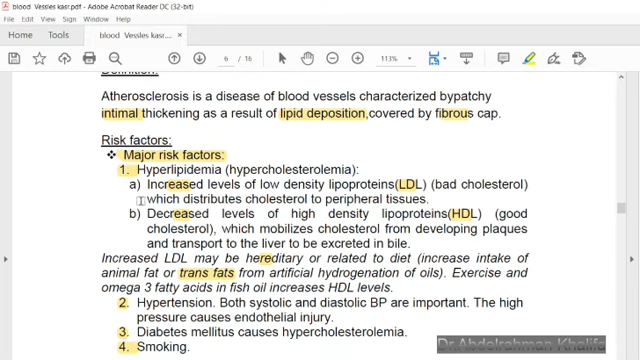 blood Vessles kasr.pdf - Adobe Acrobat Reader DC (32-bit)
File Edit View Sign Window Help
Home Tools blood Vessles kasr.... ×
6 / 16 113%
Definition:
Atherosclerosis is a disease of blood vessels characterized bypatchy
intimal thickening as a result of lipid deposition,covered by fibrous cap.
Risk factors:
❖ Major risk factors:
1. Hyperlipidemia (hypercholesterolemia):
a) Increased levels of low density lipoproteins(LDL) (bad cholesterol)
which distributes cholesterol to peripheral tissues.
b) Decreased levels of high density lipoproteins(HDL) (good
cholesterol), which mobilizes cholesterol from developing plaques
and transport to the liver to be excreted in bile.
Increased LDL may be hereditary or related to diet (increase intake of
animal fat or trans fats from artificial hydrogenation of oils). Exercise and
omega 3 fatty acids in fish oil increases HDL levels.
2. Hypertension. Both systolic and diastolic BP are important. The high
pressure causes endothelial injury.
3. Diabetes mellitus causes hypercholesterolemia.
4. Smoking.
Dr.Abdelrahman Khalifa